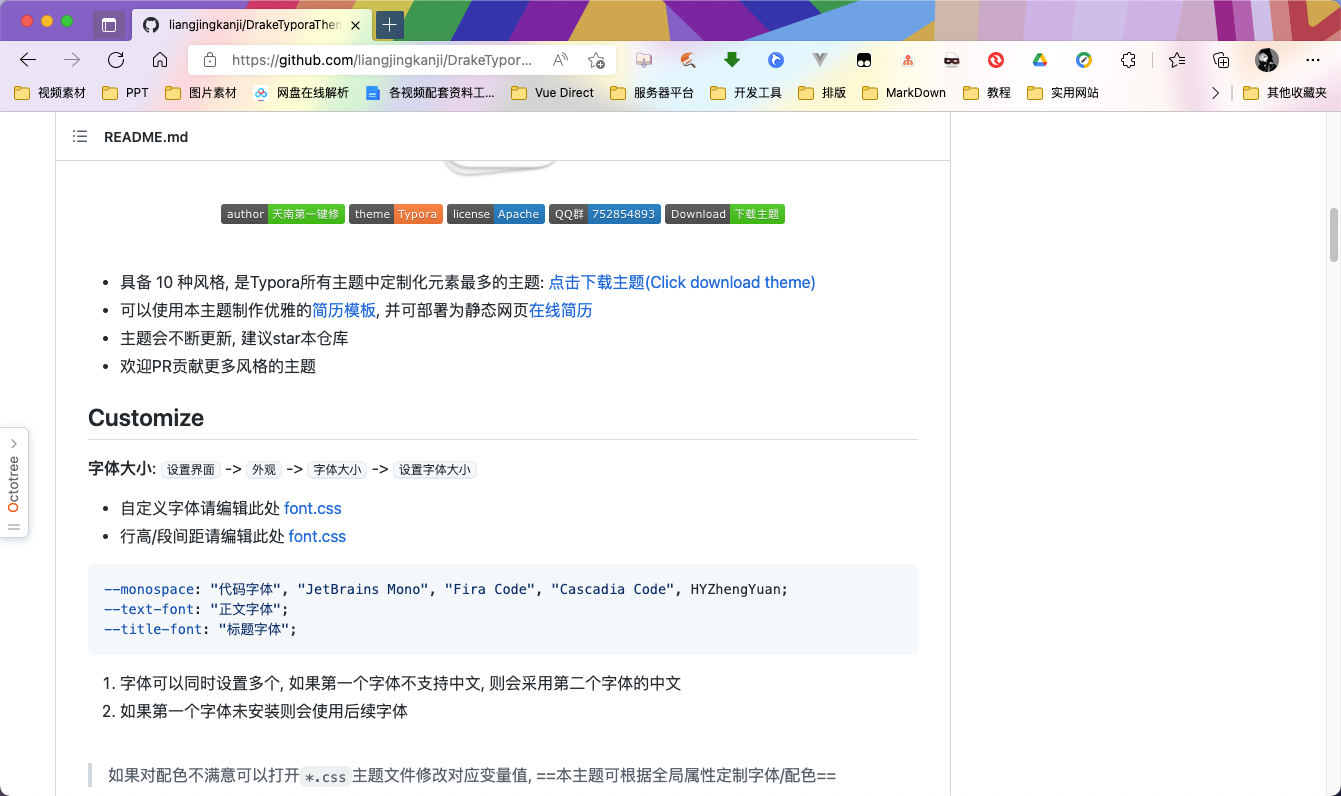 liangjingkanji/DrakeTyporaThem
https://github.com/liangjingkanji/DrakeTypor...
视频素材 PPT 图片素材 网盘在线解析 各视频配套资料工... Vue Direct 服务器平台 开发工具 排版 MarkDown 教程 实用网站 其他收藏夹
README.md
author 天南第一键修 theme Typora license Apache QQ群 752854893 Download 下载主题
• 具备 10 种风格, 是Typora所有主题中定制化元素最多的主题: 点击下载主题(Click download theme)
• 可以使用本主题制作优雅的简历模板, 并可部署为静态网页在线简历
• 主题会不断更新, 建议star本仓库
• 欢迎PR贡献更多风格的主题
Customize
字体大小: 设置界面 -> 外观 -> 字体大小 -> 设置字体大小
• 自定义字体请编辑此处 font.css
• 行高/段间距请编辑此处 font.css
--monospace: "代码字体", "JetBrains Mono", "Fira Code", "Cascadia Code", HYZhengYuan;
--text-font: "正文字体";
--title-font: "标题字体";
1. 字体可以同时设置多个, 如果第一个字体不支持中文, 则会采用第二个字体的中文
2. 如果第一个字体未安装则会使用后续字体
如果对配色不满意可以打开 *.css 主题文件修改对应变量值, ==本主题可根据全局属性定制字体/配色==
Octotree